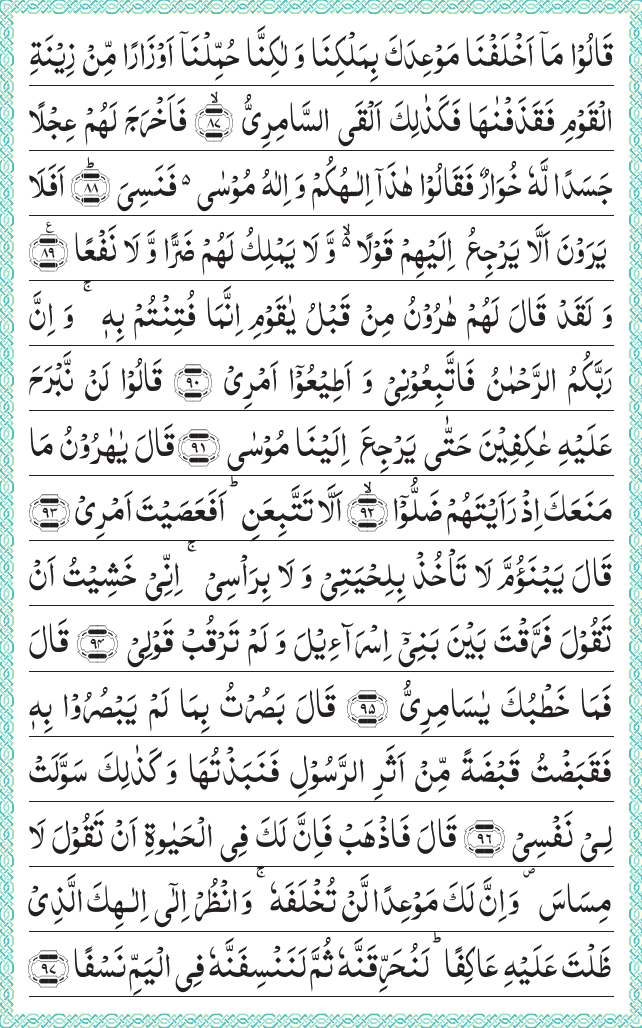 قَالُوۡا مَاۤ اَخۡلَفۡنَا مَوۡعِدَكَ بِمَلۡكِنَا وَ لٰكِنَّا حُمِّلۡنَاۤ اَوۡزَارًا مِّنۡ زِيۡنَةِ
الۡقَوۡمِ فَقَذَفۡنٰهَا فَكَذٰلِكَ اَلۡقَى السَّامِرِىُّ ۙ‏﴿۸۷﴾ فَاَخۡرَجَ لَهُمۡ عِجۡلًا
جَسَدًا لَّهٗ خُوَارٌ فَقَالُوۡا هٰذَاۤ اِلٰـهُكُمۡ وَ اِلٰهُ مُوۡسٰى ۬ فَنَسِىَ ؕ‏﴿۸۸﴾ اَفَلَا
يَرَوۡنَ اَلَّا يَرۡجِعُ اِلَيۡهِمۡ قَوۡلًا ۬ ۙ وَّ لَا يَمۡلِكُ لَهُمۡ ضَرًّا وَّ لَا نَفۡعًا ﴿۸۹﴾ ع
وَ لَقَدۡ قَالَ لَهُمۡ هٰرُوۡنُ مِنۡ قَبۡلُ يٰقَوۡمِ اِنَّمَا فُتِنۡتُمۡ بِهٖ ۚ وَ اِنَّ
رَبَّكُمُ الرَّحۡمٰنُ فَاتَّبِعُوۡنِىۡ وَ اَطِيۡعُوۡۤا اَمۡرِىۡ ﴿۹۰﴾ قَالُوۡا لَنۡ نَّبۡرَحَ
عَلَيۡهِ عٰكِفِيۡنَ حَتّٰى يَرۡجِعَ اِلَيۡنَا مُوۡسٰى ﴿۹۱﴾ قَالَ يٰهٰرُوۡنُ مَا
مَنَعَكَ اِذۡ رَاَيۡتَهُمۡ ضَلُّوۡۤا ۙ‏﴿۹۲﴾ اَلَّا تَتَّبِعَنِ ؕ اَفَعَصَيۡتَ اَمۡرِىۡ ﴿۹۳﴾
قَالَ يَبۡنَؤُمَّ لَا تَاۡخُذۡ بِلِحۡيَتِىۡ وَ لَا بِرَاۡسِىۡ ۚ اِنِّىۡ خَشِيۡتُ اَنۡ
تَقُوۡلَ فَرَّقۡتَ بَيۡنَ بَنِىۡۤ اِسۡرَآءِيۡلَ وَ لَمۡ تَرۡقُبۡ قَوۡلِىۡ ﴿۹۴﴾ قَالَ
فَمَا خَطۡبُكَ يٰسَامِرِىُّ ﴿۹۵﴾ قَالَ بَصُرۡتُ بِمَا لَمۡ يَبۡصُرُوۡا بِهٖ
فَقَبَضۡتُ قَبۡضَةً مِّنۡ اَثَرِ الرَّسُوۡلِ فَنَبَذۡتُهَا وَ كَذٰلِكَ سَوَّلَتۡ
لِىۡ نَفۡسِىۡ ﴿۹۶﴾ قَالَ فَاذۡهَبۡ فَاِنَّ لَكَ فِى الۡحَيٰوةِ اَنۡ تَقُوۡلَ لَا
مِسَاسَ ۪ وَ اِنَّ لَكَ مَوۡعِدًا لَّنۡ تُخۡلَفَهٗ ۚ وَ انْظُرۡ اِلٰٓى اِلٰـهِكَ الَّذِىۡ
ظَلۡتَ عَلَيۡهِ عَاكِفًا ؕ لَنُحَرِّقَنَّهٗ ثُمَّ لَنَنۡسِفَنَّهٗ فِى الۡيَمِّ نَسۡفًا ﴿۹۷﴾